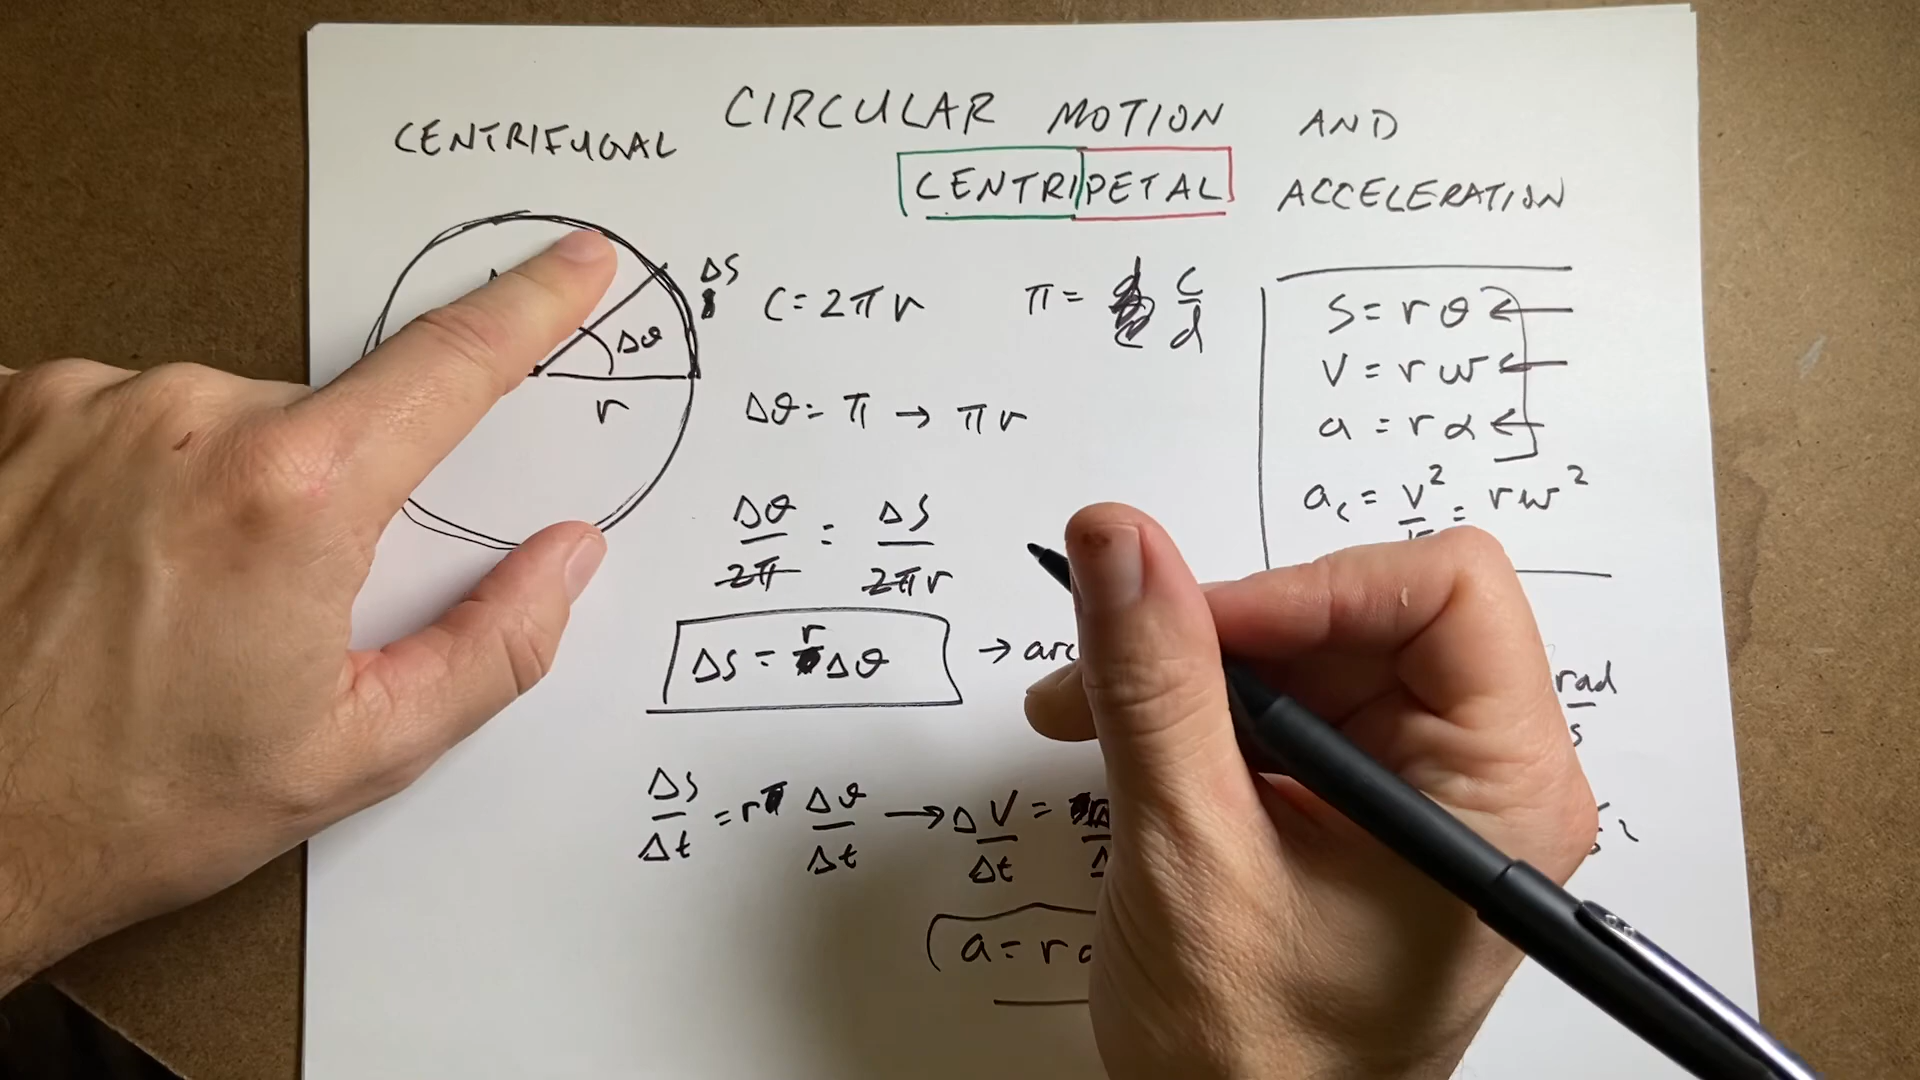 CIRCULAR MOTION AND
CENTRIFUGAL
CENTRIPETAL ACCELERATION
ΔS
C = 2πr
π = C/d
Δθ
r
Δθ = π → πr
S = rθ
V = rω
a = rα
a_c = V²/r = rω²
Δθ/2π = ΔS/2πr
ΔS = rΔθ → arc
rad/s
ΔS/Δt = r Δθ/Δt → ΔV/Δt =
a = r